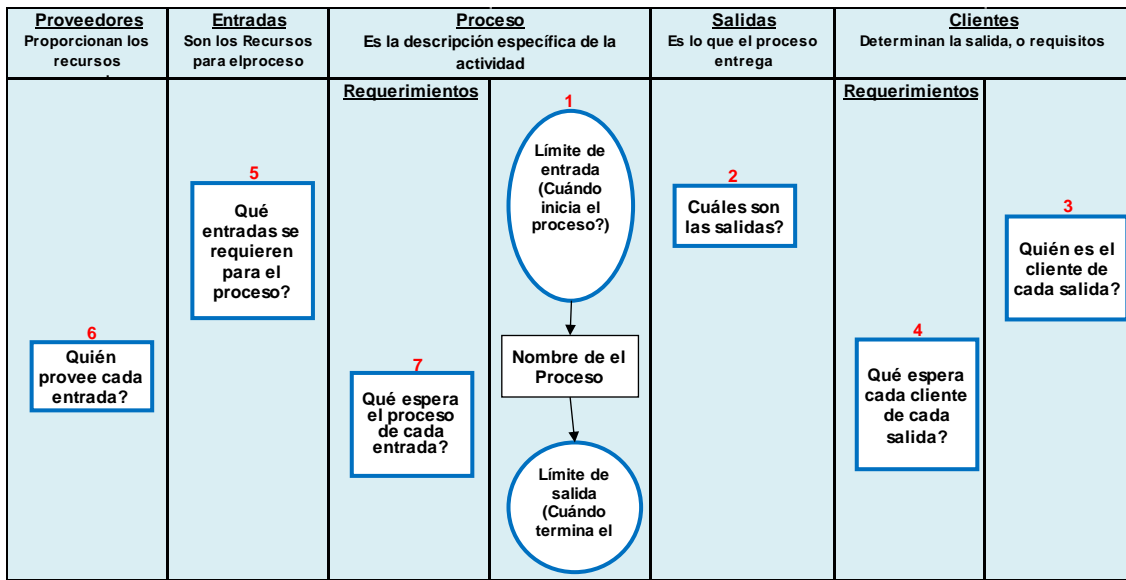 Proveedores
Proporcionan los
recursos
Entradas
Son los Recursos
para elproceso
Proceso
Es la descripción específica de la
actividad
Salidas
Es lo que el proceso
entrega
Clientes
Determinan la salida, o requisitos
Requerimientos
Requerimientos
1
Límite de
entrada
(Cuándo
inicia el
proceso?)
2
Cuáles son
las salidas?
3
Quién es el
cliente de
cada salida?
4
Qué espera
cada cliente
de cada
salida?
5
Qué
entradas se
requieren
para el
proceso?
6
Quién
provee cada
entrada?
7
Qué espera
el proceso
de cada
entrada?
Nombre de el
Proceso
Límite de
salida
(Cuándo
termina el